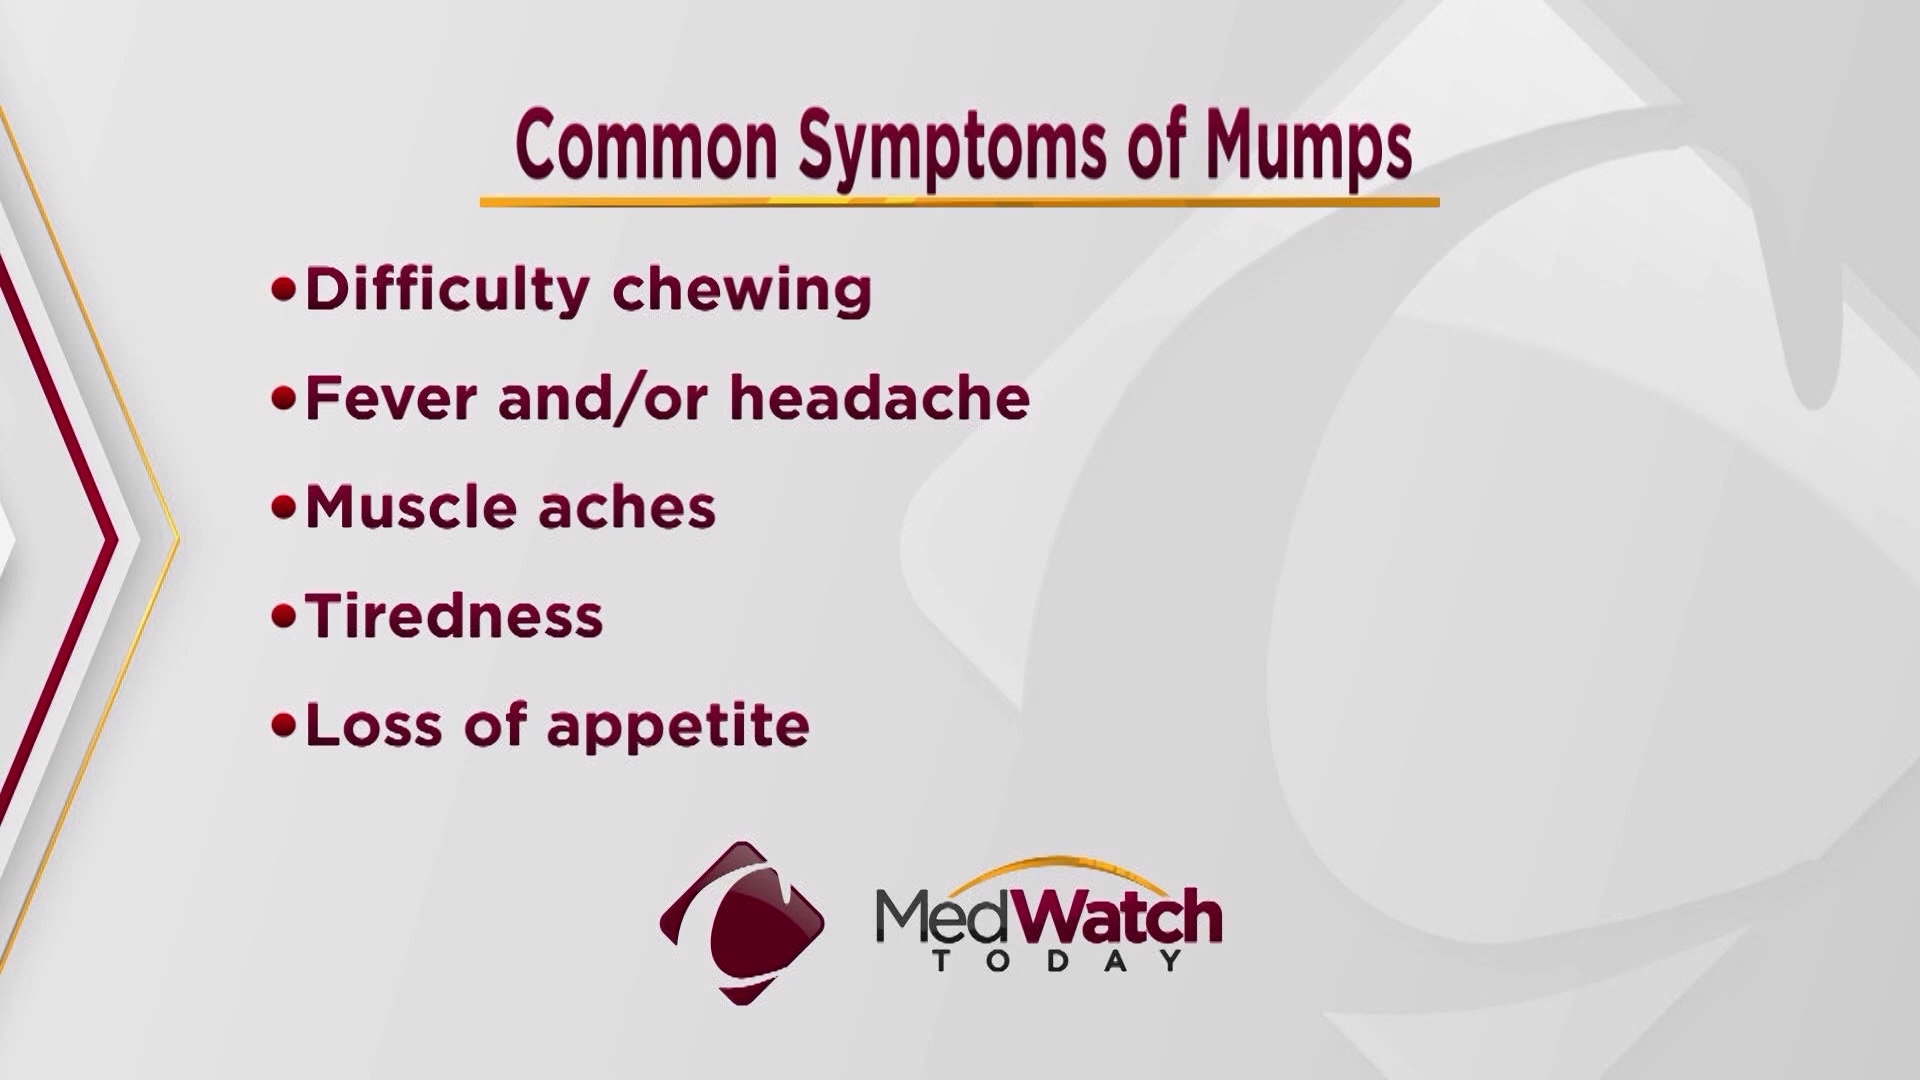 Common Symptoms of Mumps
•Difficulty chewing
•Fever and/or headache
•Muscle aches
•Tiredness
•Loss of appetite
MedWatch
TODAY